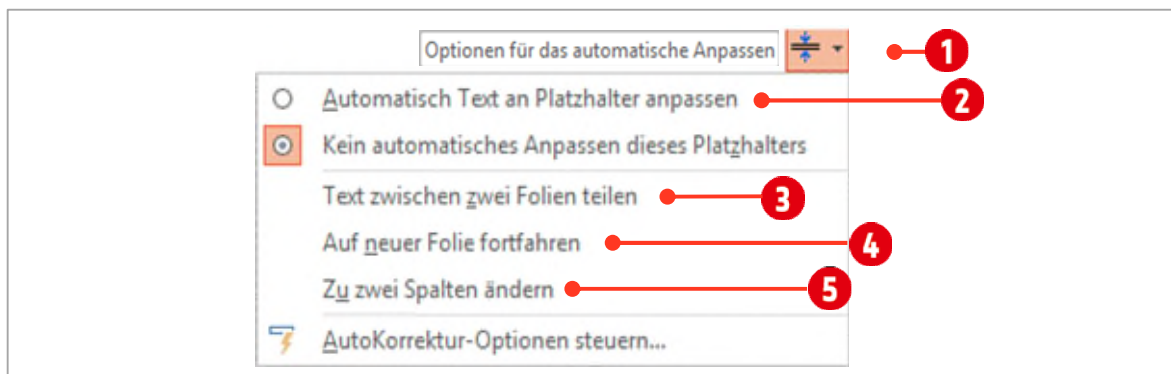 Optionen für das automatische Anpassen 1
Automatisch Text an Platzhalter anpassen 2
Kein automatisches Anpassen dieses Platzhalters
Text zwischen zwei Folien teilen 3
Auf neuer Folie fortfahren 4
Zu zwei Spalten ändern 5
AutoKorrektur-Optionen steuern...